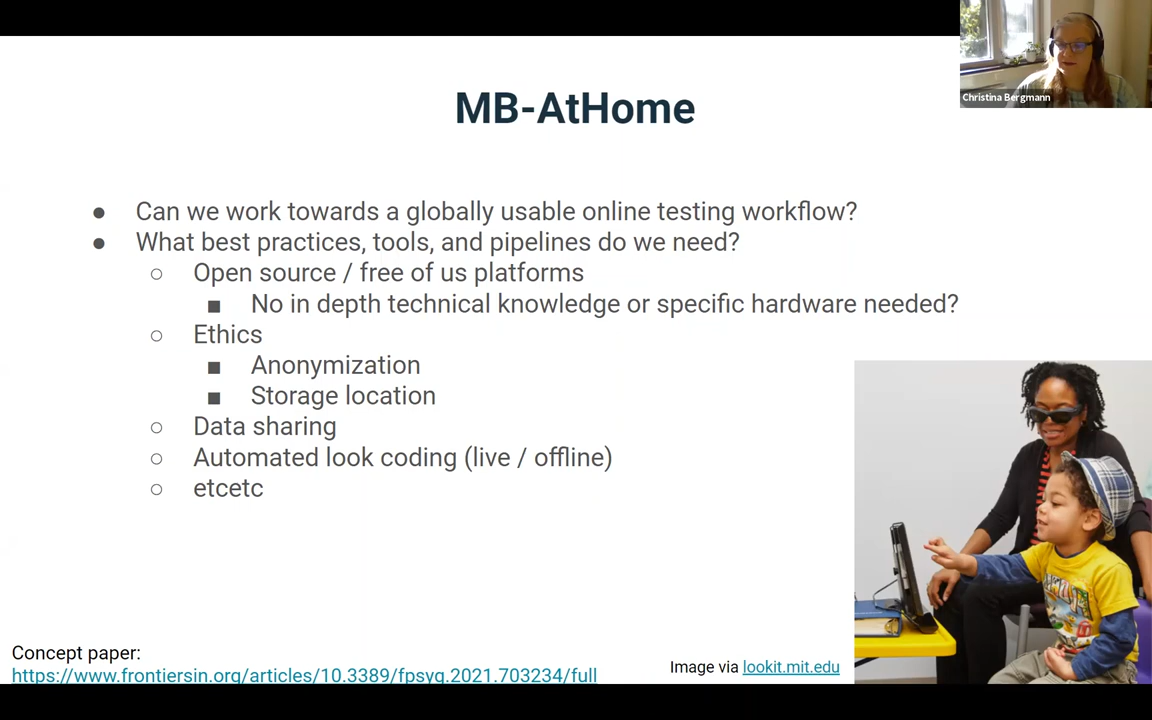 Christina Bergmann
MB-AtHome
● Can we work towards a globally usable online testing workflow?
● What best practices, tools, and pipelines do we need?
○ Open source / free of us platforms
■ No in depth technical knowledge or specific hardware needed?
○ Ethics
■ Anonymization
■ Storage location
○ Data sharing
○ Automated look coding (live / offline)
○ etcetc
Concept paper:
https://www.frontiersin.org/articles/10.3389/fpsyg.2021.703234/full
Image via lookit.mit.edu